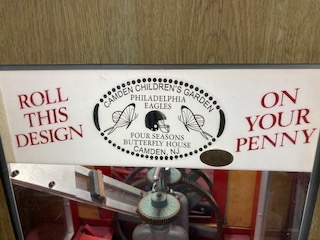 ROLL
THIS
DESIGN
CAMDEN CHILDREN'S GARDEN
PHILADELPHIA
EAGLES
FOUR SEASONS
BUTTERFLY HOUSE
CAMDEN, NJ
ON
YOUR
PENNY